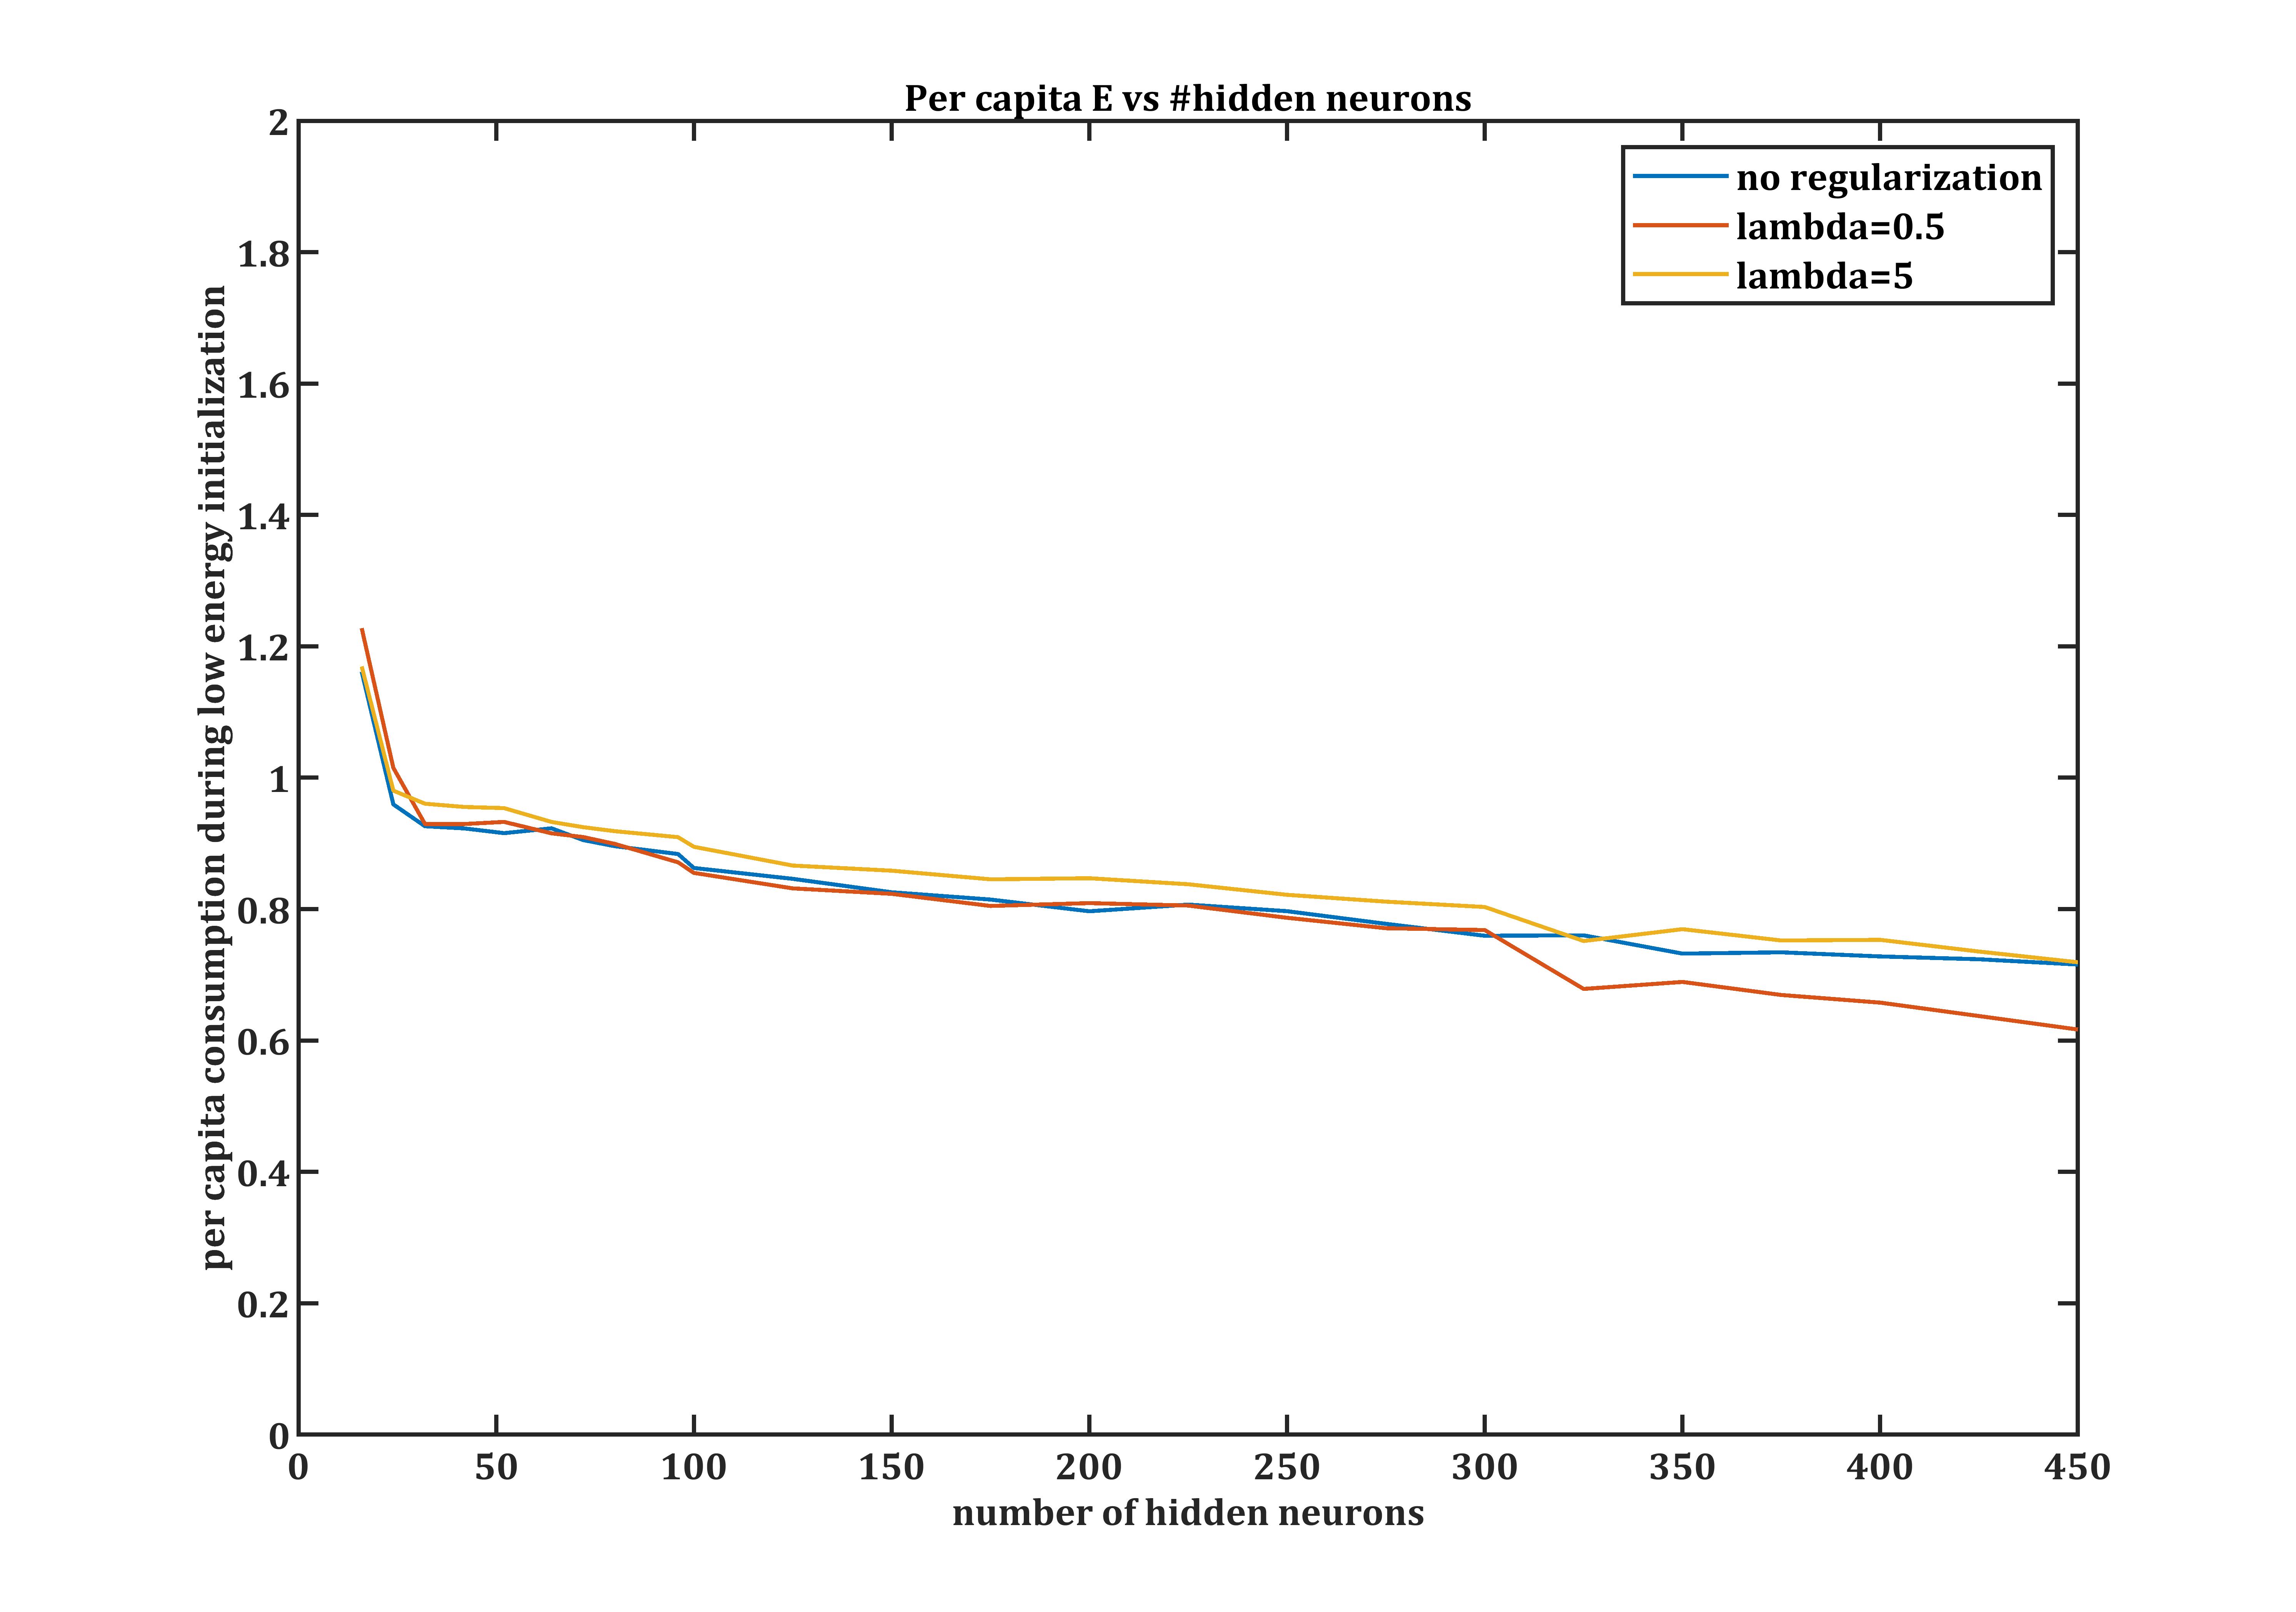 Per capita E vs #hidden neurons
no regularization
lambda=0.5
lambda=5
per capita consumption during low energy initialization
2
1.8
1.6
1.4
1.2
1
0.8
0.6
0.4
0.2
0
0 50 100 150 200 250 300 350 400 450
number of hidden neurons